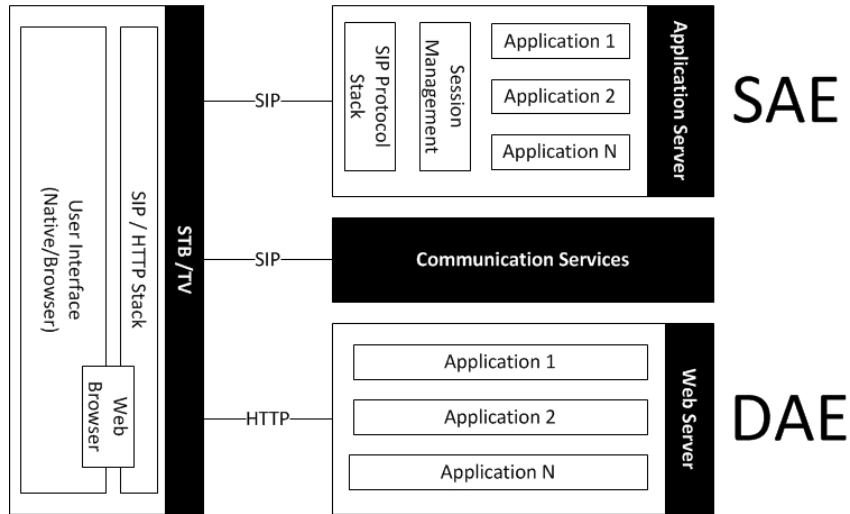 User Interface
(Native/Browser)
SIP / HTTP Stack
Web
Browser
STB /TV
SIP
SIP
HTTP
SIP Protocol
Stack
Session
Management
Application 1
Application 2
Application N
Application Server
SAE
Communication Services
Application 1
Application 2
Application N
Web Server
DAE